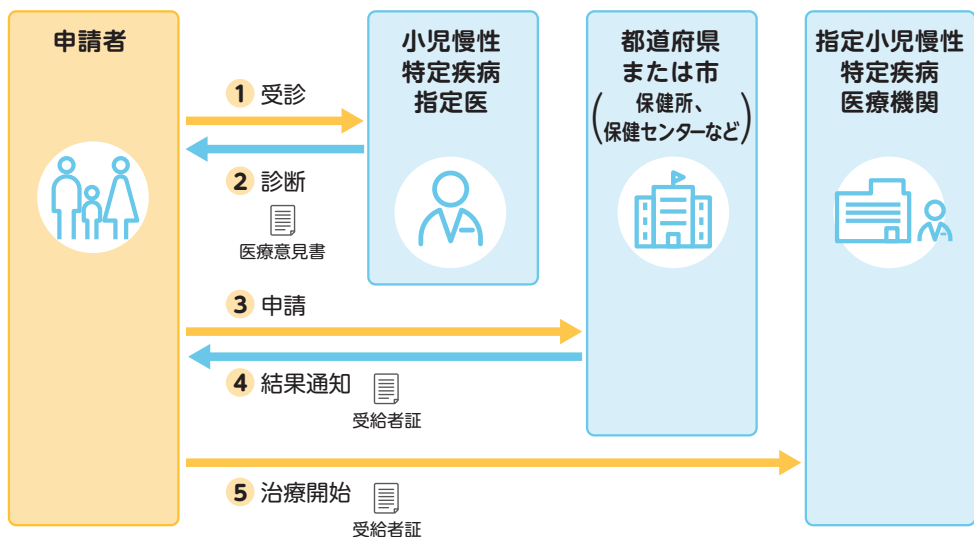 申請者
小児慢性
特定疾病
指定医
都道府県
または市
(保健所、
保健センターなど)
指定小児慢性
特定疾病
医療機関
1 受診
2 診断
医療意見書
3 申請
4 結果通知
受給者証
5 治療開始
受給者証